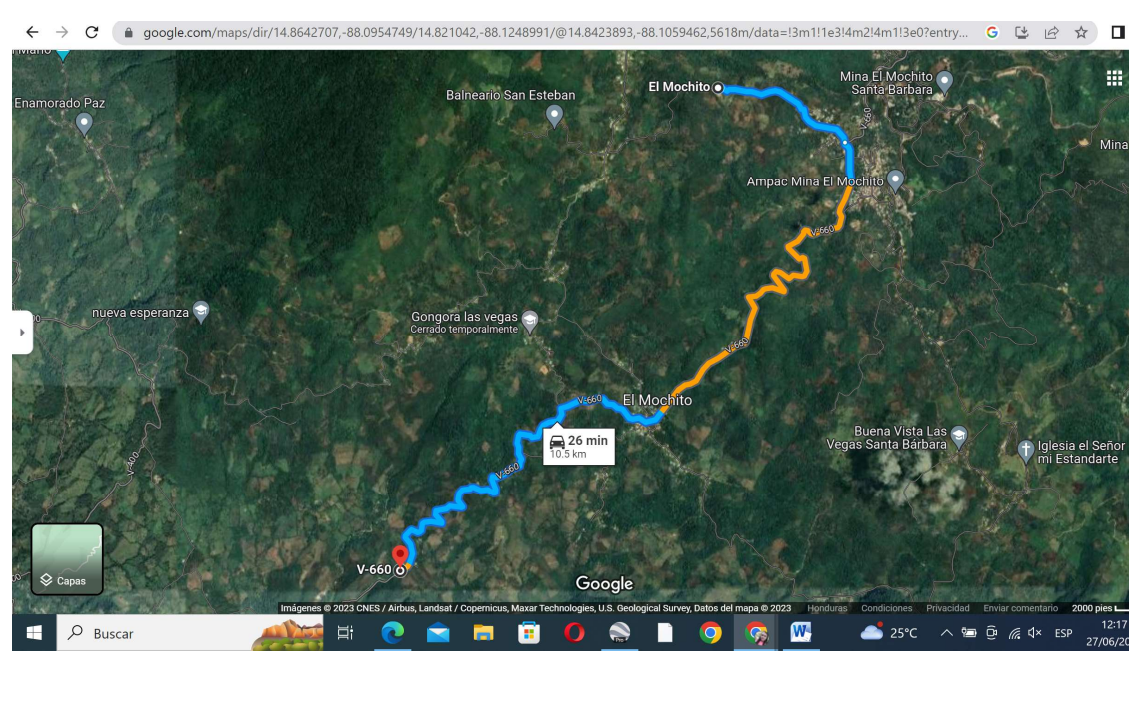 google.com/maps/dir/14.8642707,-88.0954749/14.821042,-88.1248991/@14.8423893,-88.1059462,5618m/data=!3m1!1e3!4m2!4m1!3e0?entry...
Enamorado Paz
Balneario San Esteban
El Mochito
Mina El Mochito
Santa Bárbara
V-660
Mina
Ampac Mina El Mochito
V-660
nueva esperanza
Gongora las vegas
Cerrado temporalmente
V-660
V-660
El Mochito
26 min
10.5 km
Buena Vista Las
Vegas Santa Bárbara
Iglesia el Señor
mi Estandarte
V-400
V-660
V-660
Capas
Google
Imágenes © 2023 CNES / Airbus, Landsat / Copernicus, Maxar Technologies, U.S. Geological Survey, Datos del mapa © 2023 Honduras Condiciones Privacidad Enviar comentario 2000 pies
Buscar
25°C
ESP
12:17
27/06/20